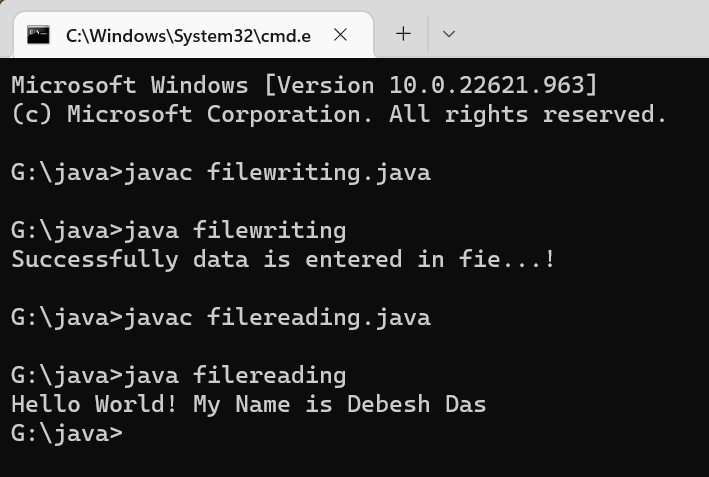 C:\Windows\System32\cmd.e
Microsoft Windows [Version 10.0.22621.963]
(c) Microsoft Corporation. All rights reserved.
G:\java>javac filewriting.java
G:\java>java filewriting
Successfully data is entered in fie...!
G:\java>javac filereading.java
G:\java>java filereading
Hello World! My Name is Debesh Das
G:\java>